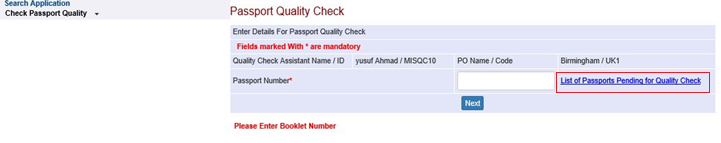 Search Application
Check Passport Quality
Passport Quality Check
Enter Details For Passport Quality Check
Fields marked With * are mandatory
Quality Check Assistant Name / ID yusuf Ahmad / MISQC10 PO Name / Code Birmingham / UK1
Passport Number* List of Passports Pending for Quality Check
Next
Please Enter Booklet Number